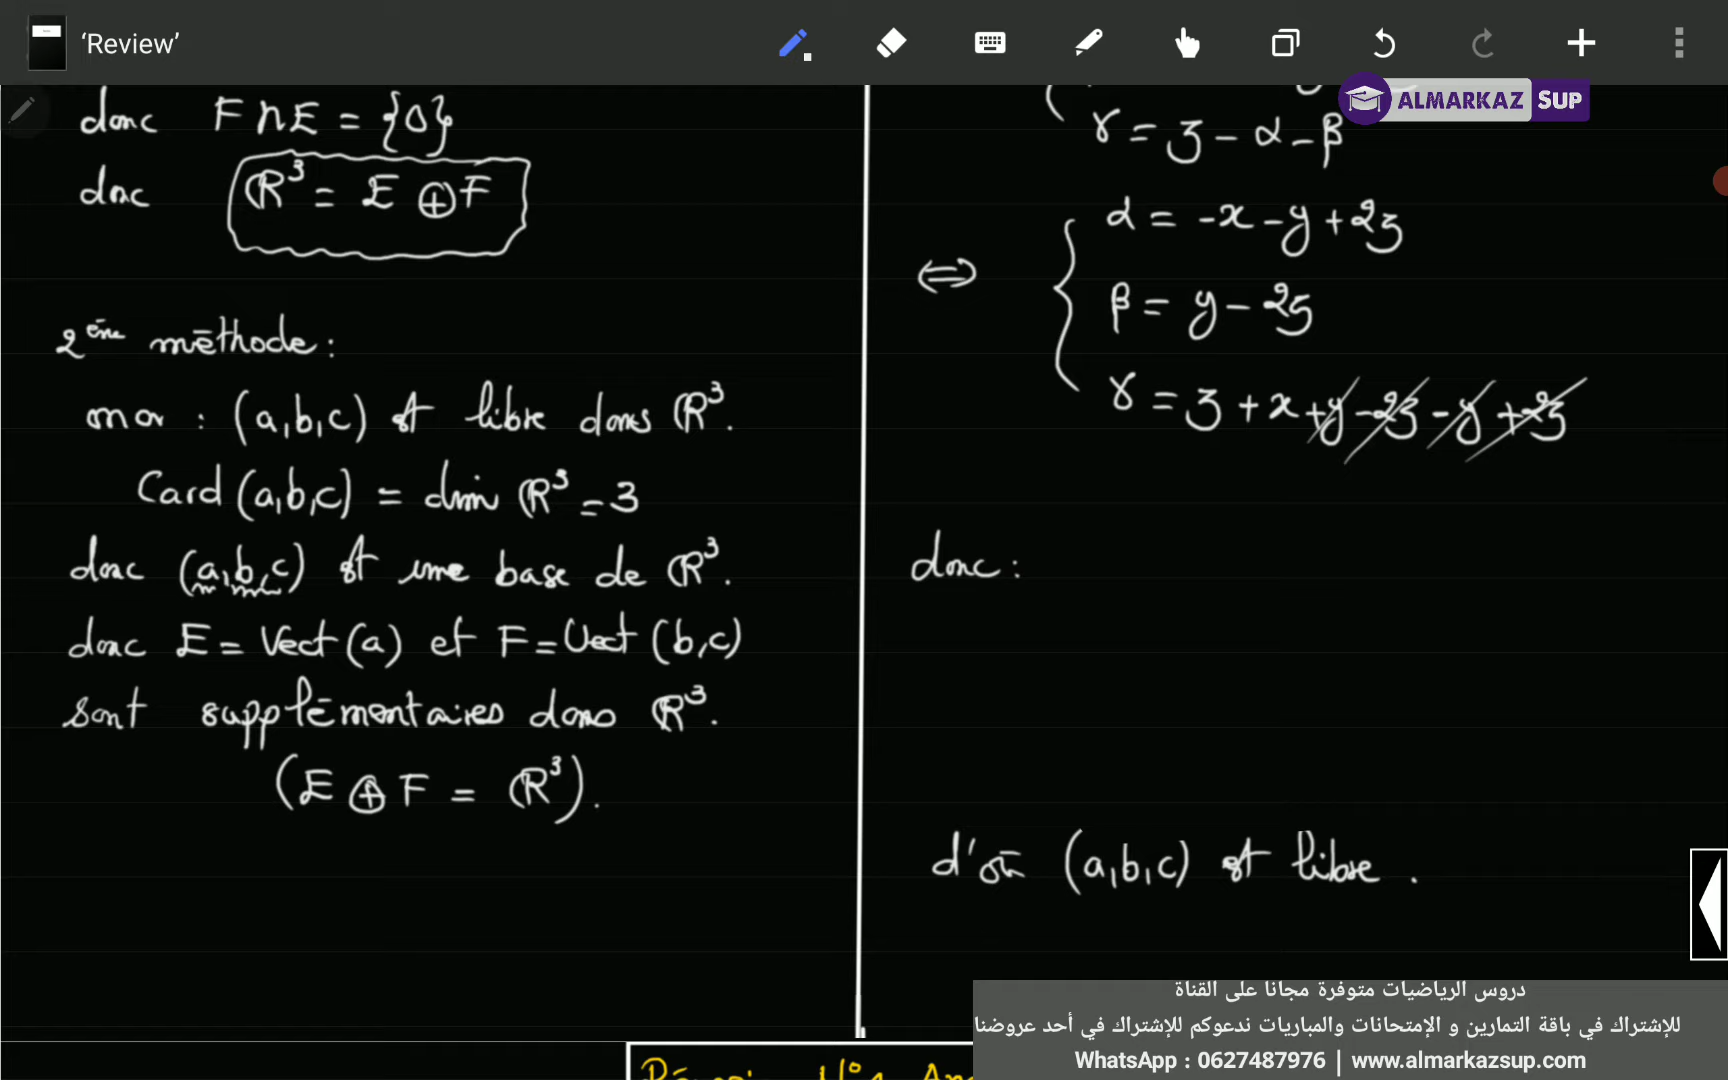 ‘Review’
ALMARKAZ SUP
donc F∩E = {0}
donc ℝ³ = E ⊕ F
2ème méthode:
mq : (a,b,c) est libre dans ℝ³.
Card (a,b,c) = dim ℝ³ = 3
donc (a,b,c) est une base de ℝ³.
donc E = Vect(a) et F = Vect(b,c)
sont supplémentaires dans ℝ³.
(E ⊕ F = ℝ³).
γ = z - α - β
α = -x - y + 2z
⇔
β = y - 2z
γ = z + x + y - 2z - y + 2z
donc :
d'où (a,b,c) est libre .
دروس الرياضيات متوفرة مجانا على القناة
للإشتراك في باقة التمارين و الإمتحانات والمباريات ندعوكم للإشتراك في أحد عروضنا
WhatsApp : 0627487976 | www.almarkazsup.com